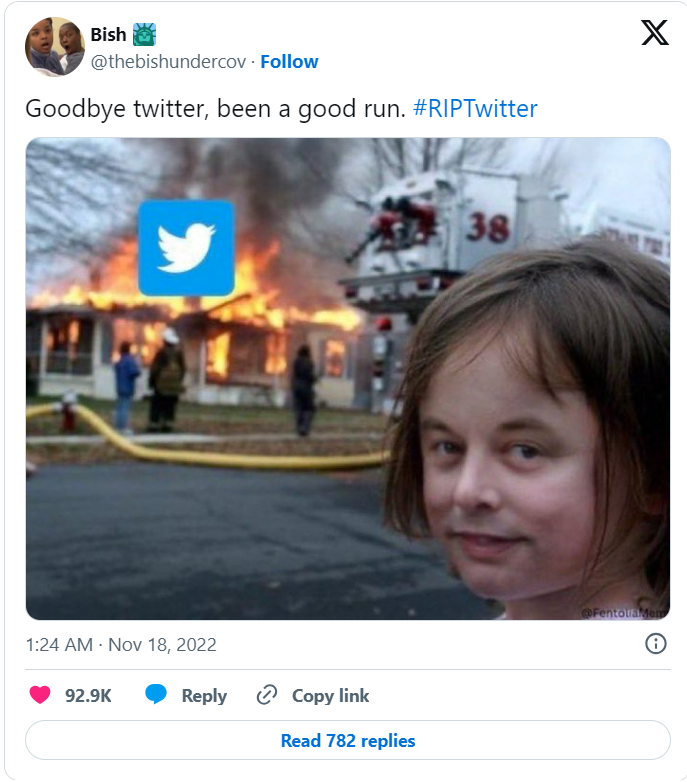 Bish
@thebishundercov · Follow
Goodbye twitter, been a good run. #RIPTwitter
38
@FentoliaMem
1:24 AM · Nov 18, 2022
92.9K Reply Copy link
Read 782 replies